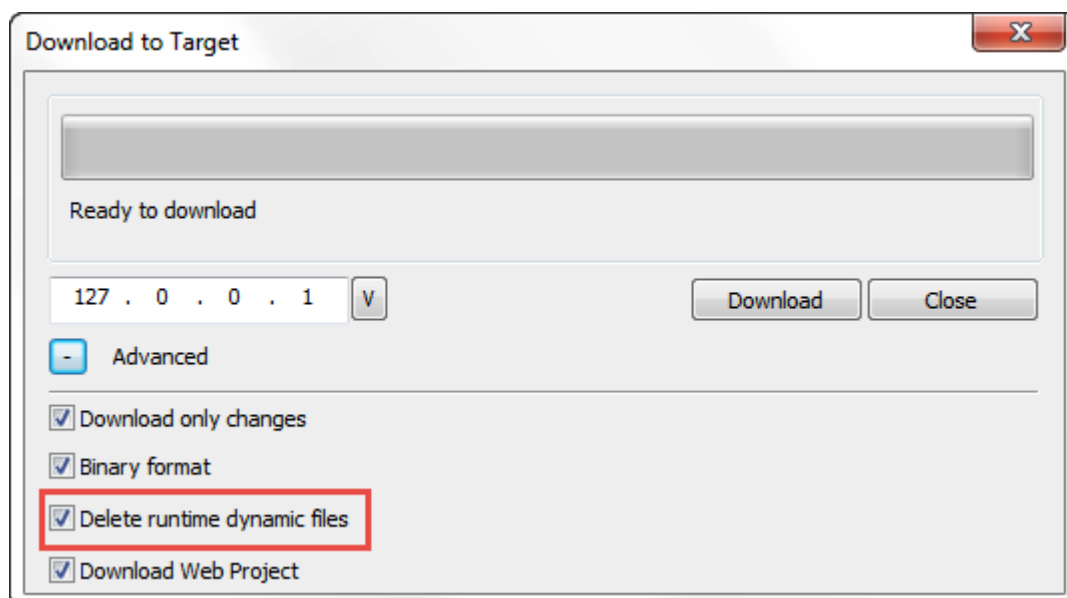 Download to Target
Ready to download
127 . 0 . 0 . 1 V Download Close
- Advanced
Download only changes
Binary format
Delete runtime dynamic files
Download Web Project